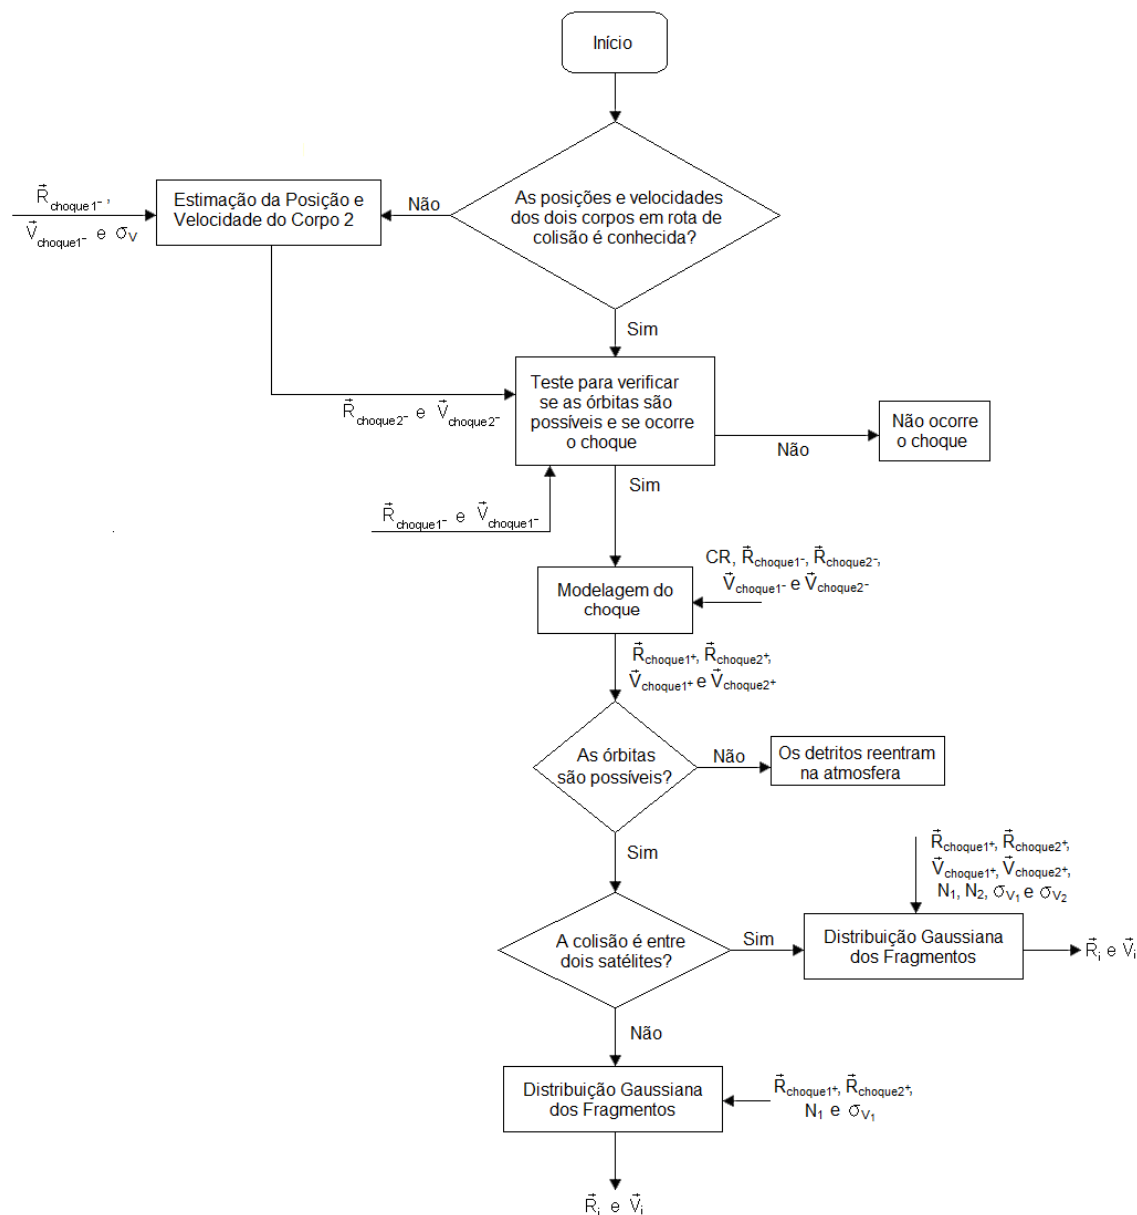 Início
As posições e velocidades
dos dois corpos em rota de
colisão é conhecida?
Não
Estimação da Posição e
Velocidade do Corpo 2
R⃗choque1⁻,
V⃗choque1⁻ e σV
Sim
Teste para verificar
se as órbitas são
possíveis e se ocorre
o choque
R⃗choque2⁻ e V⃗choque2⁻
Não
Não ocorre
o choque
R⃗choque1⁻ e V⃗choque1⁻
Sim
Modelagem do
choque
CR, R⃗choque1⁻, R⃗choque2⁻,
V⃗choque1⁻ e V⃗choque2⁻
R⃗choque1⁺, R⃗choque2⁺,
V⃗choque1⁺ e V⃗choque2⁺
As órbitas
são possíveis?
Não
Os detritos reentram
na atmosfera
Sim
A colisão é entre
dois satélites?
Sim
R⃗choque1⁺, R⃗choque2⁺,
V⃗choque1⁺, V⃗choque2⁺,
N₁, N₂, σV₁ e σV₂
Distribuição Gaussiana
dos Fragmentos
R⃗i e V⃗i
Não
Distribuição Gaussiana
dos Fragmentos
R⃗choque1⁺, R⃗choque2⁺,
N₁ e σV₁
R⃗i e V⃗i